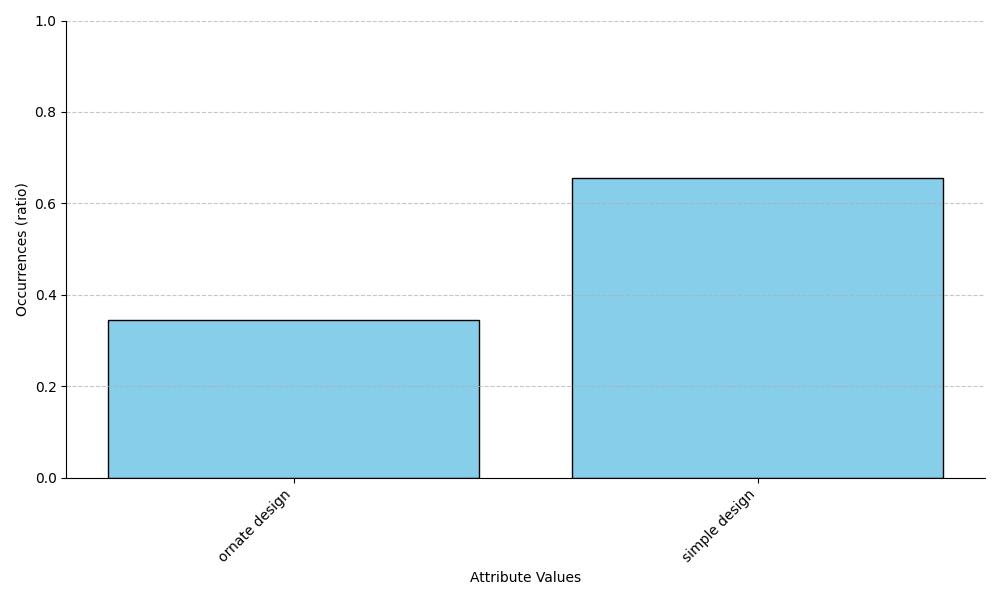 1.0
0.8
0.6
0.4
0.2
0.0
Occurrences (ratio)
ornate design
simple design
Attribute Values